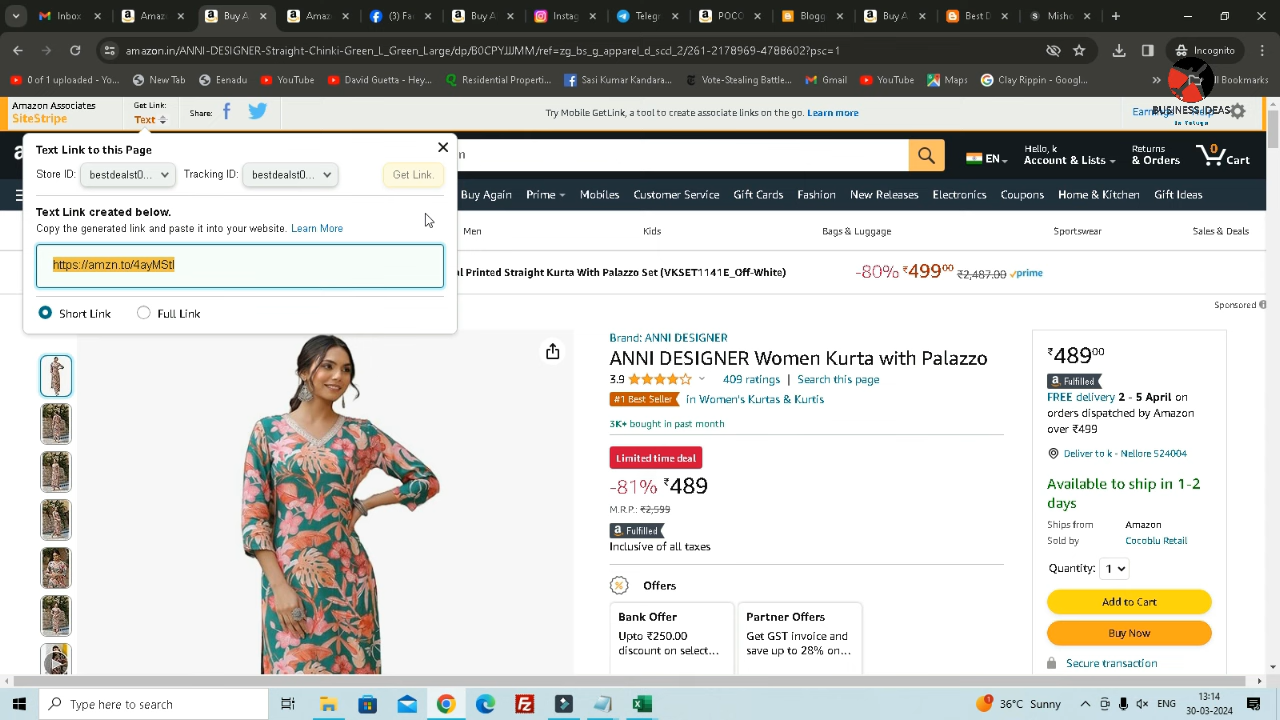 Inbox
Buy A
Amaz
(3) Fa
Buy A
Instag
Telegr
POCO
Blogg
Buy A
Best D
Mish
amazon.in/ANNI-DESIGNER-Straight-Chinki-Green_L_Green_Large/dp/B0CPYJJMM/ref=zg_bs_g_apparel_d_sccl_2/261-2178969-4788602?psc=1
Incognito
0 of 1 uploaded - Yo...
New Tab
Eenadu
YouTube
David Guetta - Hey...
Residential Properti...
Sasi Kumar Kandara...
Vote-Stealing Battle...
Gmail
YouTube
Maps
Clay Rippin - Googl...
Bookmarks
Amazon Associates
SiteStripe
Get Link:
Text
Share:
Try Mobile GetLink, a tool to create associate links on the go. Learn more
BUSINESS IDEAS
In Telugu
Text Link to this Page
Store ID: bestdealst0... Tracking ID: bestdealst0... Get Link.
Text Link created below.
Copy the generated link and paste it into your website. Learn More
https://amzn.to/4ayMStl
Short Link Full Link
EN
Hello, k
Account & Lists
Returns
& Orders
0
Cart
Buy Again Prime Mobiles Customer Service Gift Cards Fashion New Releases Electronics Coupons Home & Kitchen Gift Ideas
Men Kids Bags & Luggage Sportswear Sales & Deals
al Printed Straight Kurta With Palazzo Set (VKSET1141E_Off-White) -80% ₹499⁰⁰ ₹2,487.00 prime
Sponsored
Brand: ANNI DESIGNER
ANNI DESIGNER Women Kurta with Palazzo
3.9 409 ratings | Search this page
#1 Best Seller in Women's Kurtas & Kurtis
3K+ bought in past month
Limited time deal
-81% ₹489
M.R.P.: ₹2,599
a Fulfilled
Inclusive of all taxes
Offers
Bank Offer
Upto ₹250.00
discount on select...
Partner Offers
Get GST invoice and
save up to 28% on...
₹489⁰⁰
a Fulfilled
FREE delivery 2 - 5 April on
orders dispatched by Amazon
over ₹499
Deliver to k - Nellore 524004
Available to ship in 1-2
days
Ships from Amazon
Sold by Cocoblu Retail
Quantity: 1
Add to Cart
Buy Now
Secure transaction
Type here to search
36°C Sunny
ENG
13:14
30-03-2024